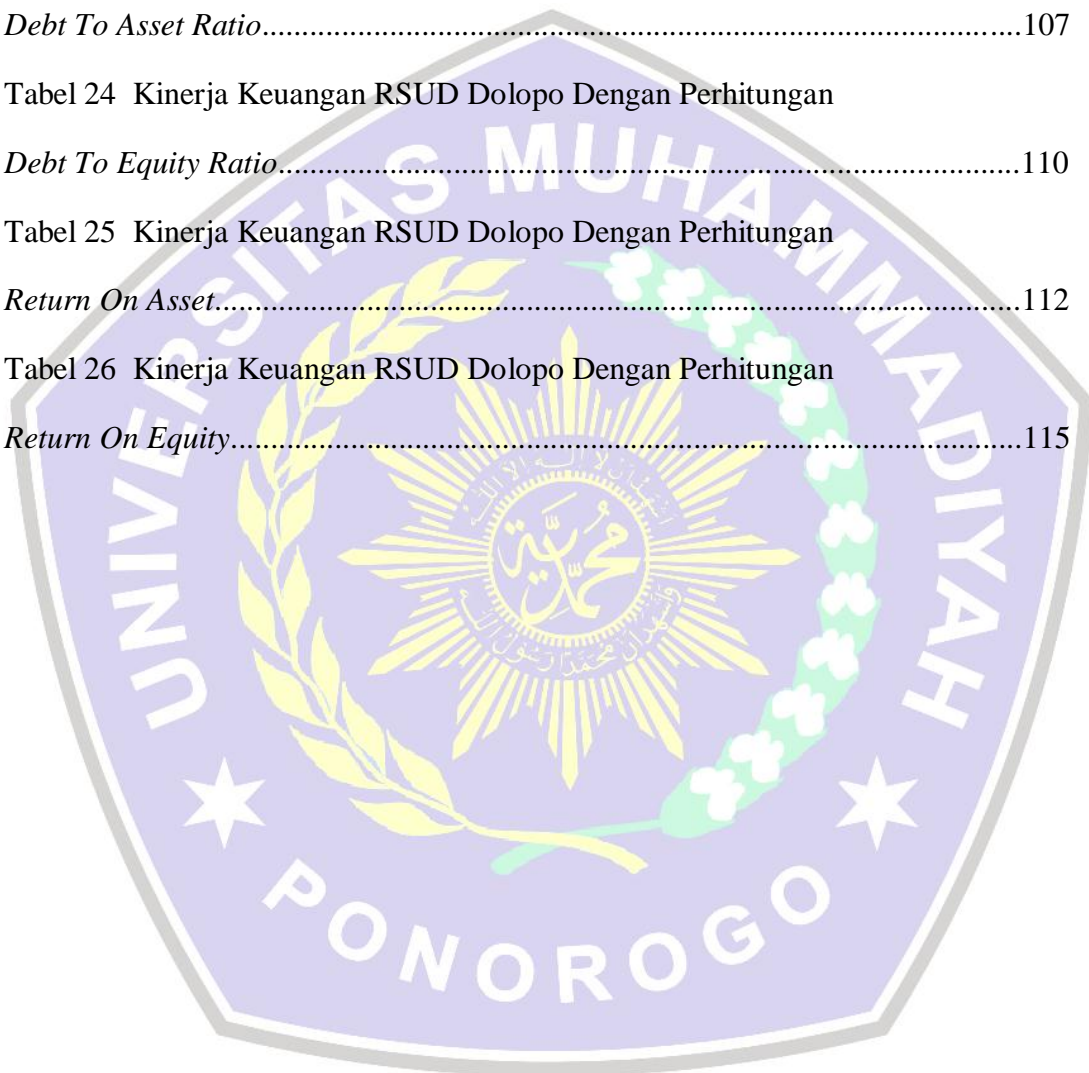 Debt To Asset Ratio....................................................................................................107
Tabel 24 Kinerja Keuangan RSUD Dolopo Dengan Perhitungan
Debt To Equity Ratio..................................................................................................110
Tabel 25 Kinerja Keuangan RSUD Dolopo Dengan Perhitungan
Return On Asset..........................................................................................................112
Tabel 26 Kinerja Keuangan RSUD Dolopo Dengan Perhitungan
Return On Equity........................................................................................................115
UNIVERSITAS MUHAMMADIYAH
PONOROGO
محمدية